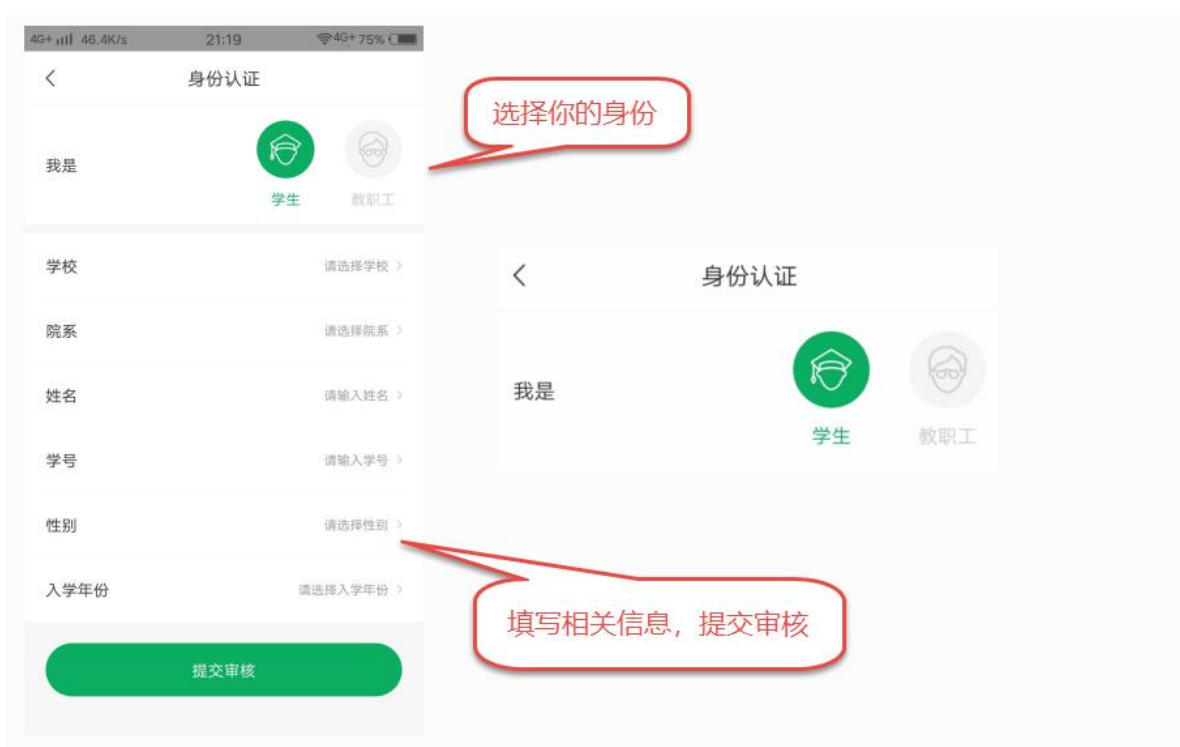 4G+ 46.4K/s 21:19 4G+ 75%
身份认证
选择你的身份
我是
学生 教职工
学校 请选择学校
院系 请选择院系
姓名 请输入姓名
学号 请输入学号
性别 请选择性别
入学年份 请选择入学年份
提交审核
身份认证
我是
学生 教职工
填写相关信息，提交审核